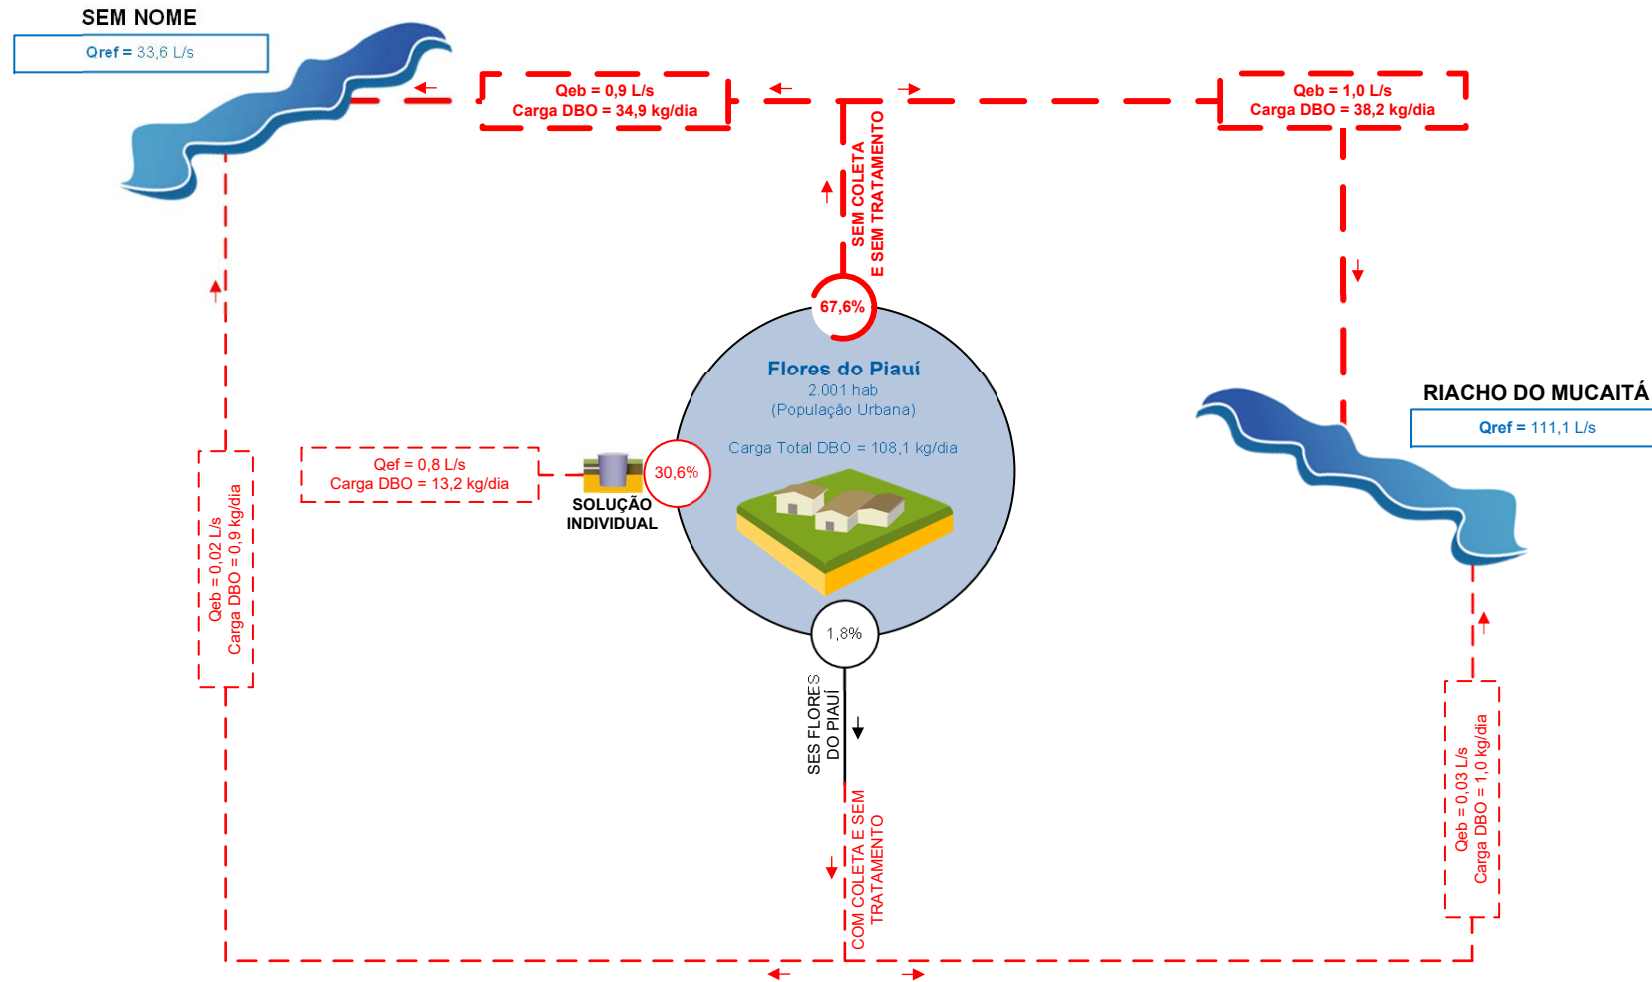 SEM NOME
Qref = 33,6 L/s
Qeb = 0,9 L/s
Carga DBO = 34,9 kg/dia
Qeb = 1,0 L/s
Carga DBO = 38,2 kg/dia
SEM COLETA
E SEM TRATAMENTO
67,6%
Flores do Piauí
2.001 hab
(População Urbana)
Carga Total DBO = 108,1 kg/dia
RIACHO DO MUCAITÁ
Qref = 111,1 L/s
Qef = 0,8 L/s
Carga DBO = 13,2 kg/dia
30,6%
SOLUÇÃO
INDIVIDUAL
Qeb = 0,02 L/s
Carga DBO = 0,9 kg/dia
1,8%
SES FLORES
DO PIAUÍ
COM COLETA E SEM
TRATAMENTO
Qeb = 0,03 L/s
Carga DBO = 1,0 kg/dia